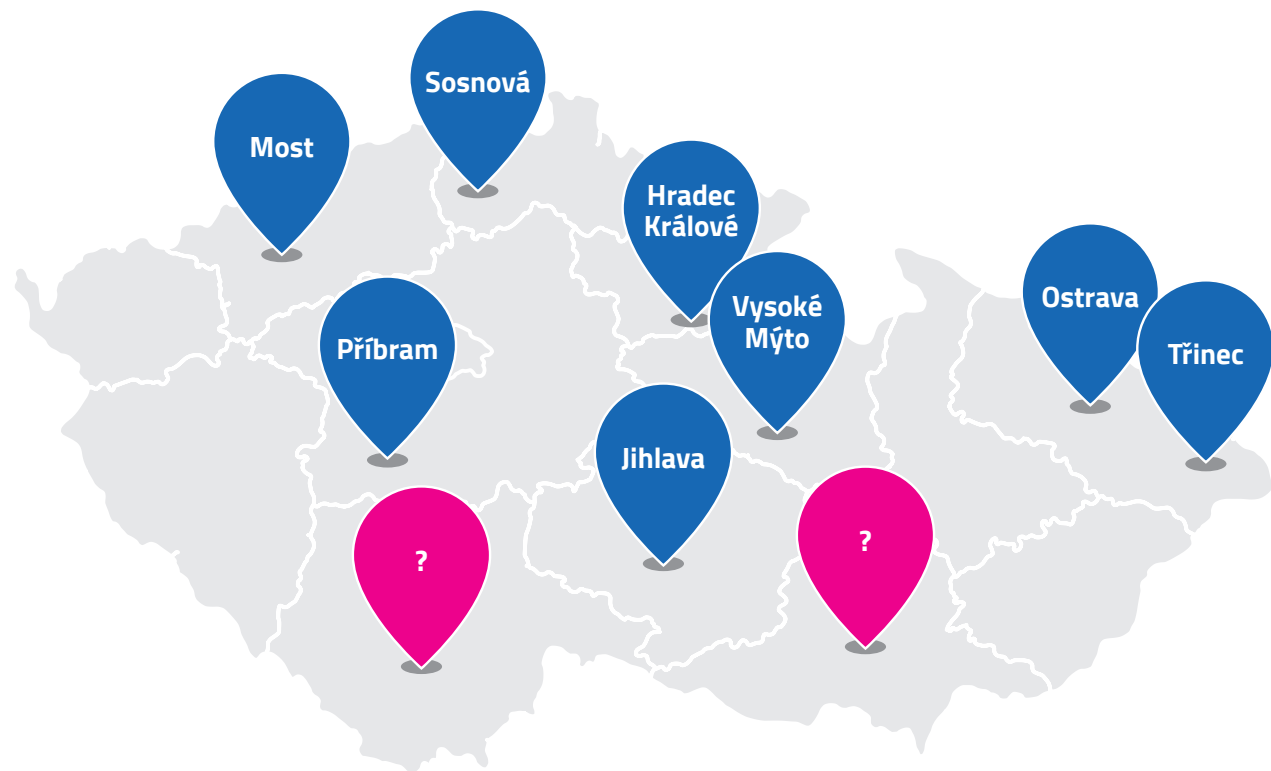 Sosnová
Most
Hradec
Králové
Vysoké
Mýto
Ostrava
Třinec
Příbram
Jihlava
?
?